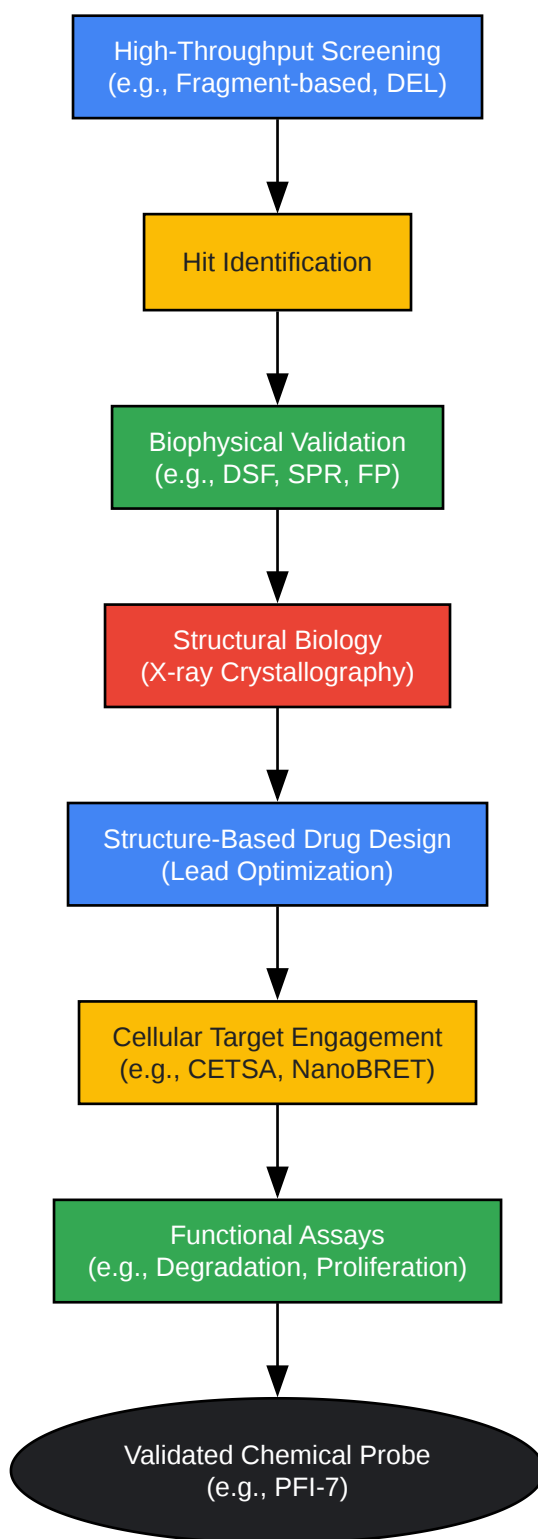 High-Throughput Screening
(e.g., Fragment-based, DEL)
Hit Identification
Biophysical Validation
(e.g., DSF, SPR, FP)
Structural Biology
(X-ray Crystallography)
Structure-Based Drug Design
(Lead Optimization)
Cellular Target Engagement
(e.g., CETSA, NanoBRET)
Functional Assays
(e.g., Degradation, Proliferation)
Validated Chemical Probe
(e.g., PFI-7)